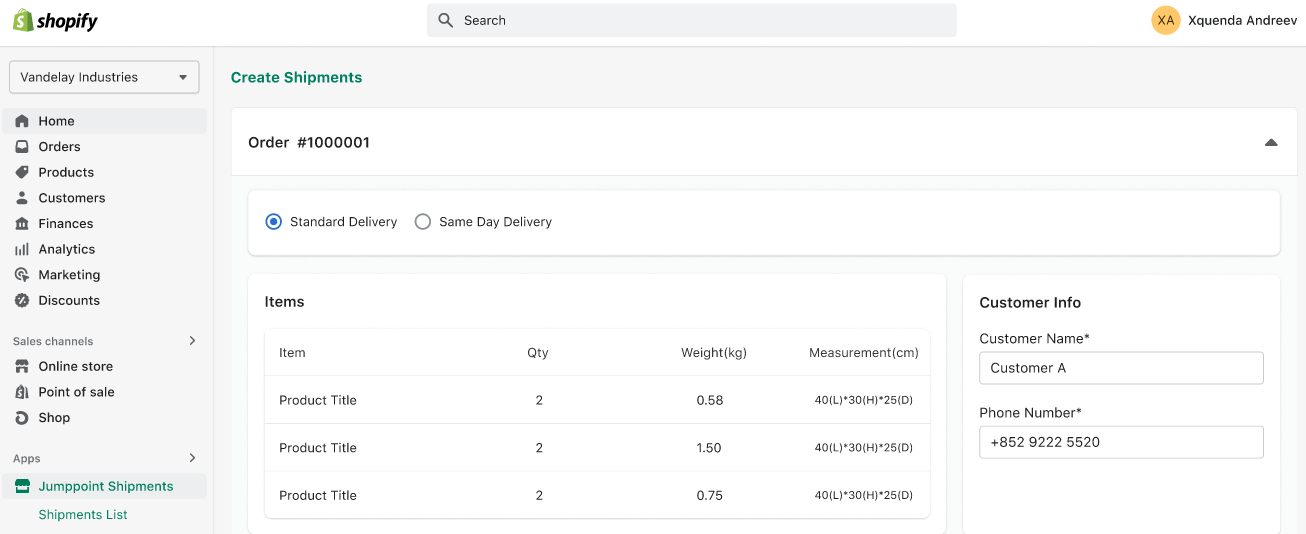 shopify
Search
XA Xquenda Andreev
Vandelay Industries
Home
Orders
Products
Customers
Finances
Analytics
Marketing
Discounts
Sales channels
Online store
Point of sale
Shop
Apps
Jumppoint Shipments
Shipments List
Create Shipments
Order #1000001
Standard Delivery Same Day Delivery
Items
Item Qty Weight(kg) Measurement(cm)
Product Title 2 0.58 40(L)*30(H)*25(D)
Product Title 2 1.50 40(L)*30(H)*25(D)
Product Title 2 0.75 40(L)*30(H)*25(D)
Customer Info
Customer Name*
Customer A
Phone Number*
+852 9222 5520